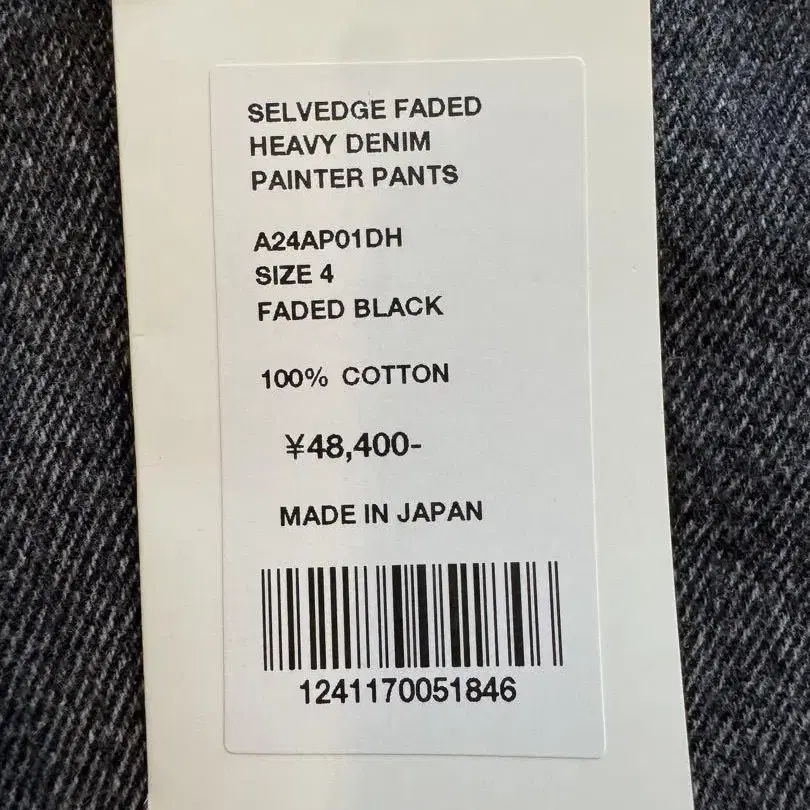 SELVEDGE FADED
HEAVY DENIM
PAINTER PANTS
A24AP01DH
SIZE 4
FADED BLACK
100% COTTON
¥48,400-
MADE IN JAPAN
1241170051846